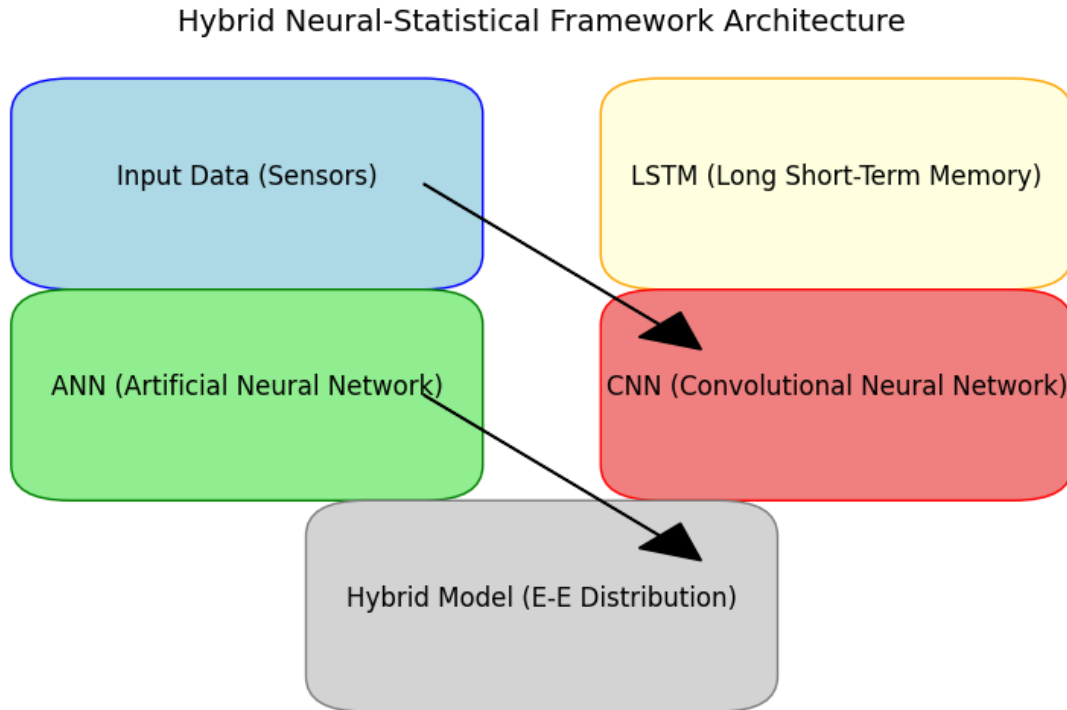 Hybrid Neural-Statistical Framework Architecture
Input Data (Sensors)
LSTM (Long Short-Term Memory)
ANN (Artificial Neural Network)
CNN (Convolutional Neural Network)
Hybrid Model (E-E Distribution)